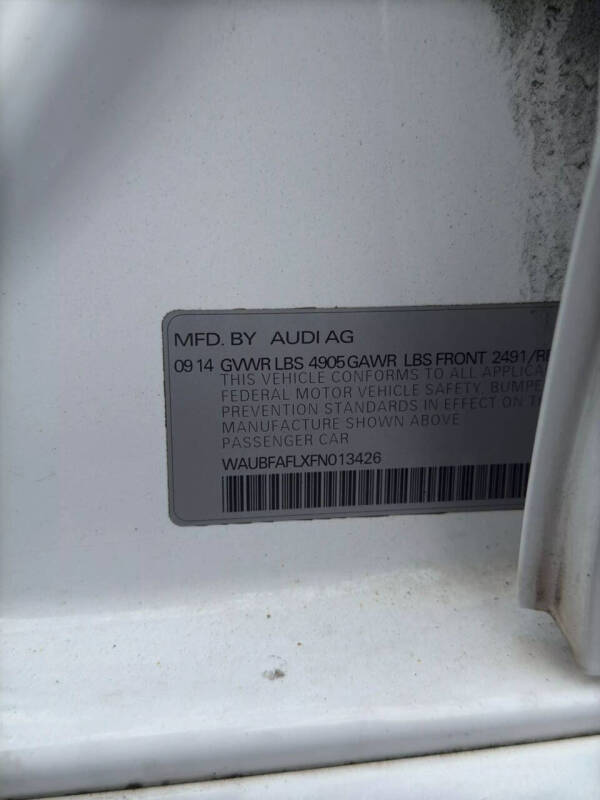 MFD. BY AUDI AG
09 14 GVWR LBS 4905 GAWR LBS FRONT 2491/
THIS VEHICLE CONFORMS TO ALL
FEDERAL MOTOR VEHICLE SAFETY,
PREVENTION STANDARDS IN EFFECT ON
MANUFACTURE SHOWN ABOVE
PASSENGER CAR
WAUBFAFLXFN013426